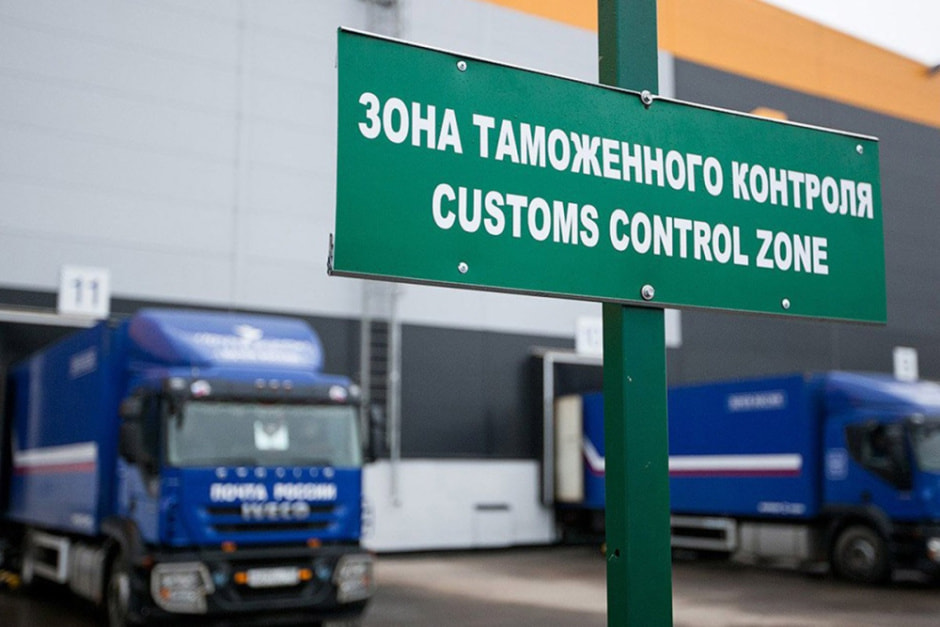 ЗОНА ТАМОЖЕННОГО КОНТРОЛЯ
CUSTOMS CONTROL ZONE
11
ПОЧТА РОССИИ
IVECO